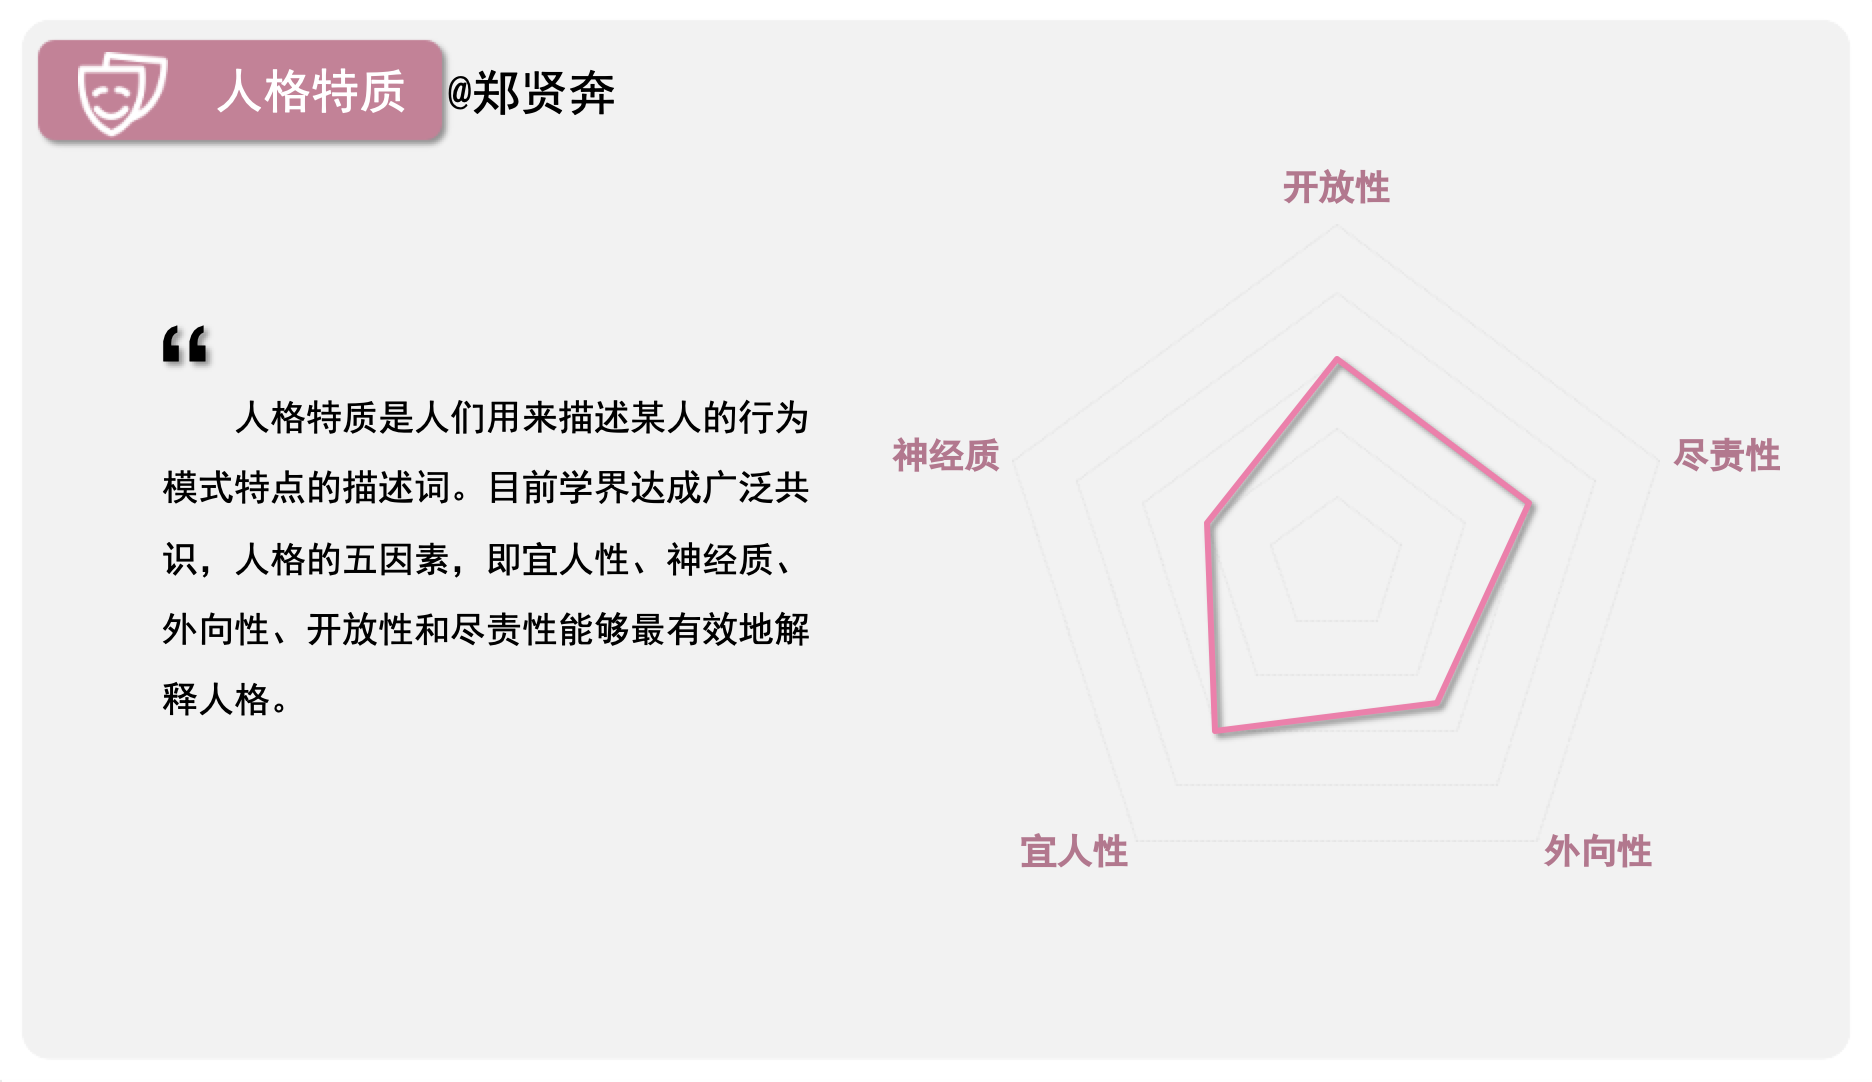 人格特质 @郑贤奔
“
人格特质是人们用来描述某人的行为
模式特点的描述词。目前学界达成广泛共
识，人格的五因素，即宜人性、神经质、
外向性、开放性和尽责性能够最有效地解
释人格。
开放性
神经质
尽责性
宜人性
外向性